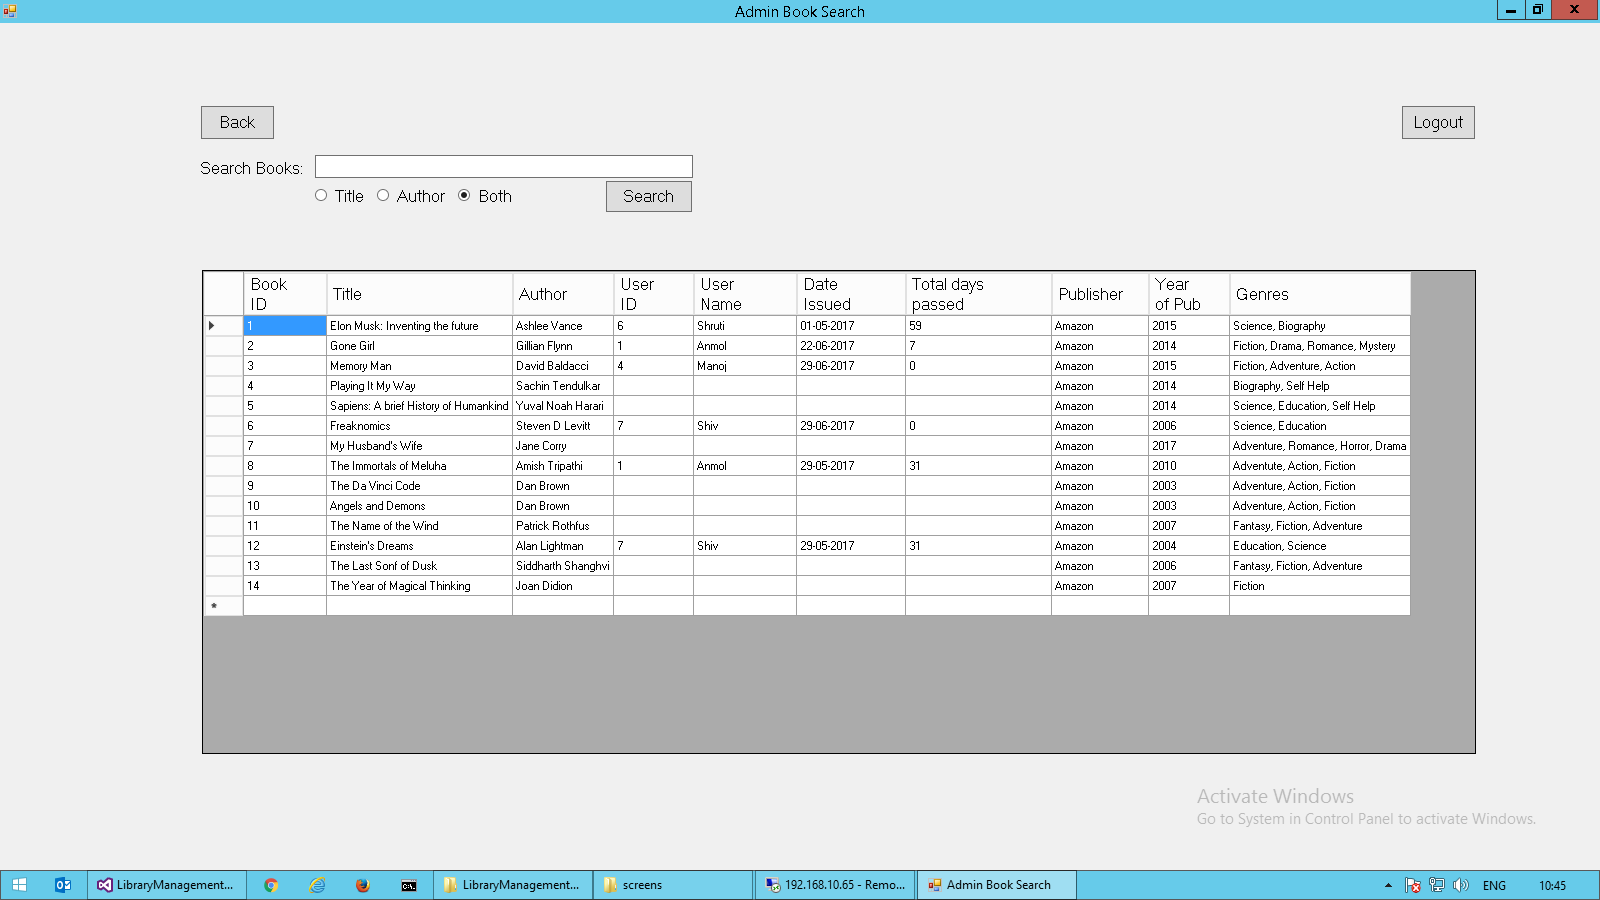 Admin Book Search
Back
Logout
Search Books:
Title Author Both
Search
Book ID Title Author User ID User Name Date Issued Total days passed Publisher Year of Pub Genres
1 Elon Musk: Inventing the future Ashlee Vance 6 Shruti 01-05-2017 59 Amazon 2015 Science, Biography
2 Gone Girl Gillian Flynn 1 Anmol 22-06-2017 7 Amazon 2014 Fiction, Drama, Romance, Mystery
3 Memory Man David Baldacci 4 Manoj 29-06-2017 0 Amazon 2015 Fiction, Adventure, Action
4 Playing It My Way Sachin Tendulkar Amazon 2014 Biography, Self Help
5 Sapiens: A brief History of Humankind Yuval Noah Harari Amazon 2014 Science, Education, Self Help
6 Freaknomics Steven D Levitt 7 Shiv 29-06-2017 0 Amazon 2006 Science, Education
7 My Husband's Wife Jane Corry Amazon 2017 Adventure, Romance, Horror, Drama
8 The Immortals of Meluha Amish Tripathi 1 Anmol 29-05-2017 31 Amazon 2010 Adventute, Action, Fiction
9 The Da Vinci Code Dan Brown Amazon 2003 Adventure, Action, Fiction
10 Angels and Demons Dan Brown Amazon 2003 Adventure, Action, Fiction
11 The Name of the Wind Patrick Rothfus Amazon 2007 Fantasy, Fiction, Adventure
12 Einstein's Dreams Alan Lightman 7 Shiv 29-05-2017 31 Amazon 2004 Education, Science
13 The Last Sonf of Dusk Siddharth Shanghvi Amazon 2006 Fantasy, Fiction, Adventure
14 The Year of Magical Thinking Joan Didion Amazon 2007 Fiction
Activate Windows
Go to System in Control Panel to activate Windows.
LibraryManagement... LibraryManagement... screens 192.168.10.65 - Remo... Admin Book Search ENG 10:45